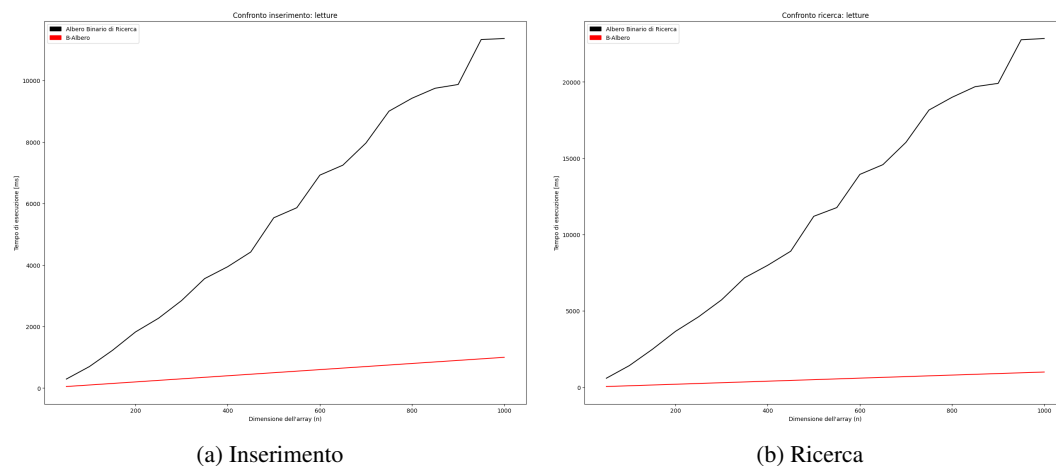 Confronto inserimento: letture
Albero Binario di Ricerca
B-Albero
10000
8000
6000
4000
2000
0
Tempo di esecuzione [ms]
200
400
600
800
1000
Dimensione dell'array (n)
(a) Inserimento
Confronto ricerca: letture
Albero Binario di Ricerca
B-Albero
20000
15000
10000
5000
0
Tempo di esecuzione [ms]
200
400
600
800
1000
Dimensione dell'array (n)
(b) Ricerca